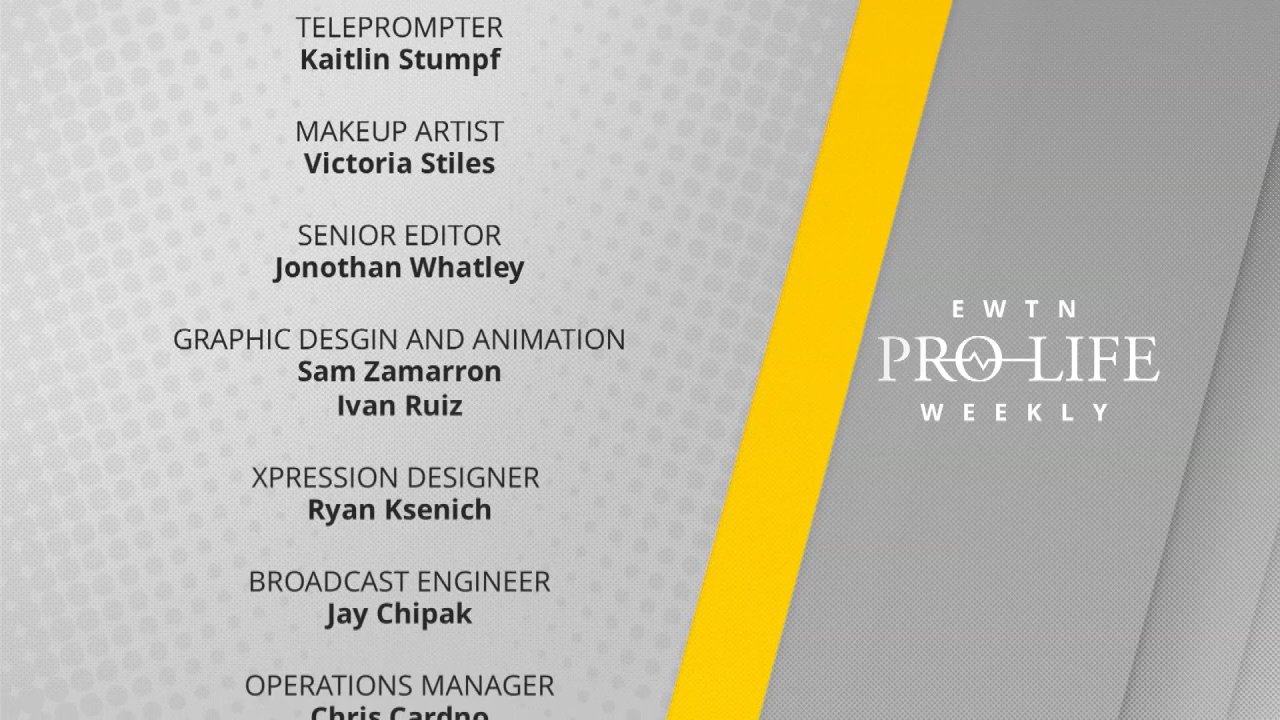 TELEPROMPTER
Kaitlin Stumpf
MAKEUP ARTIST
Victoria Stiles
SENIOR EDITOR
Jonothan Whatley
GRAPHIC DESGIN AND ANIMATION
Sam Zamarron
Ivan Ruiz
XPRESSION DESIGNER
Ryan Ksenich
BROADCAST ENGINEER
Jay Chipak
OPERATIONS MANAGER
Chris
EWTN
PRO-LIFE
WEEKLY